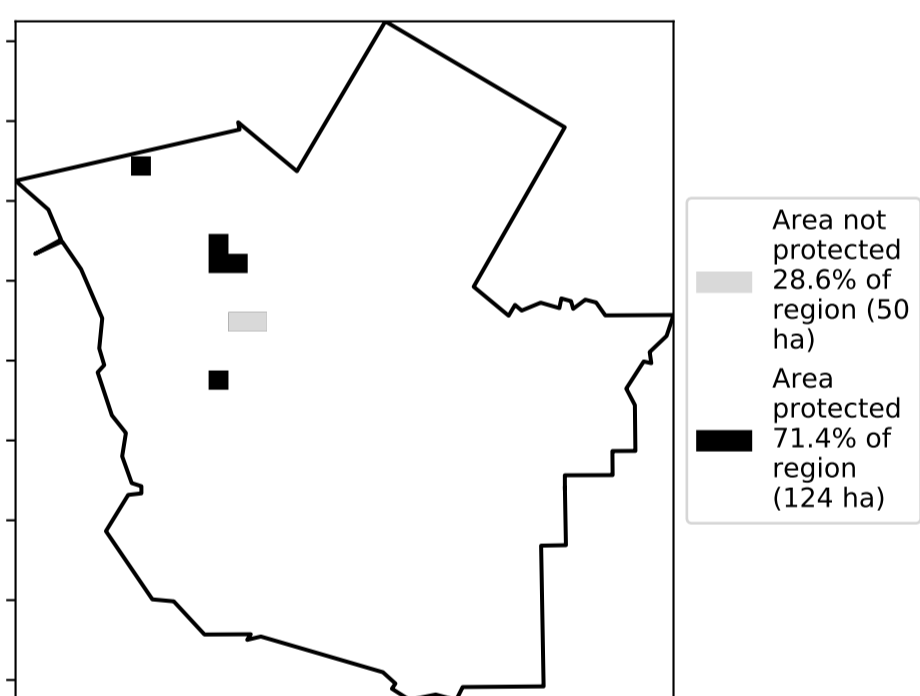 Area not
protected
28.6% of
region (50
ha)
Area
protected
71.4% of
region
(124 ha)